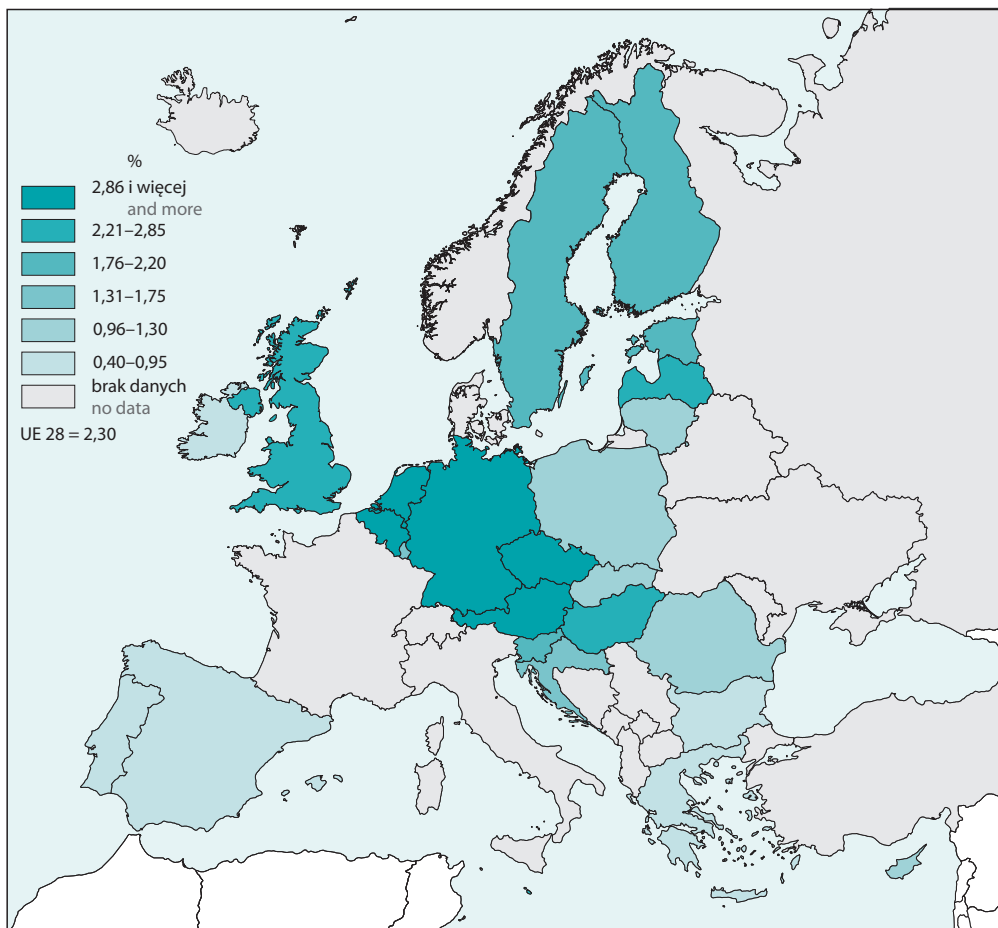 %
2,86 i więcej
and more
2,21–2,85
1,76–2,20
1,31–1,75
0,96–1,30
0,40–0,95
brak danych
no data
UE 28 = 2,30